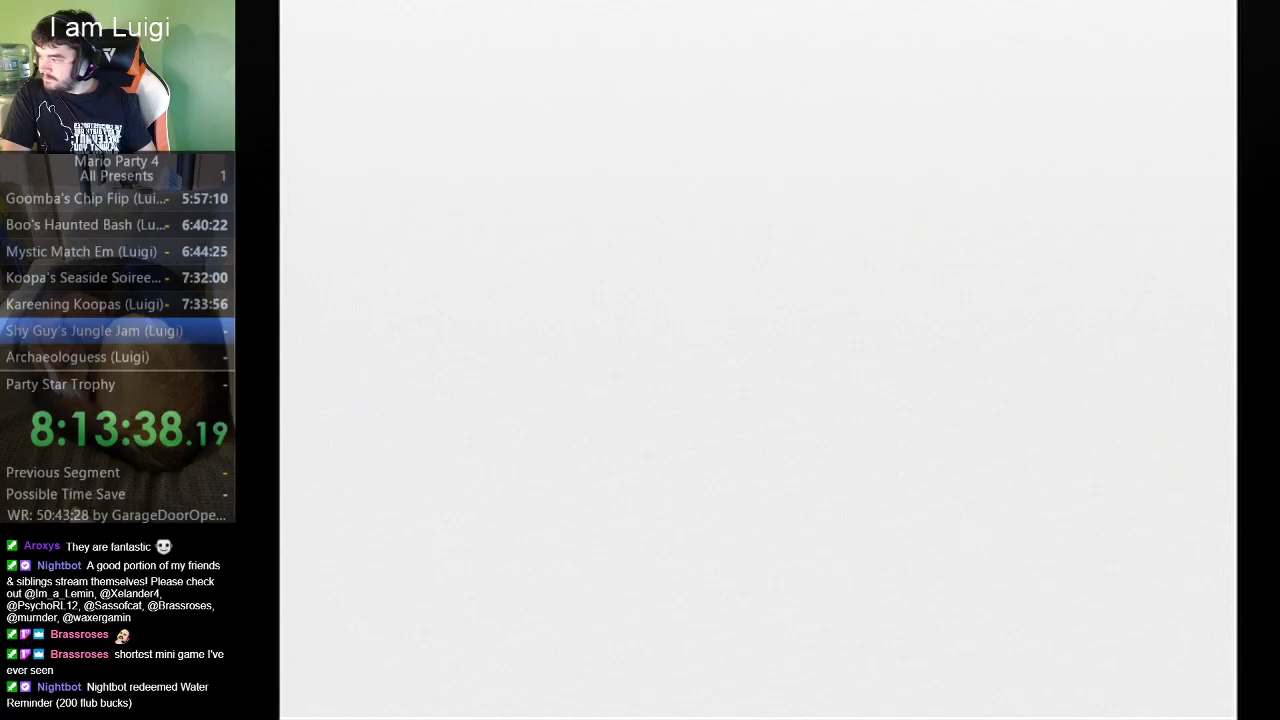 I am Luigi
Mario Party 4
All Presents 1
Goomba's Chip Flip (Lui... - 5:57:10
Boo's Haunted Bash (Lu... - 6:40:22
Mystic Match Em (Luigi) - 6:44:25
Koopa's Seaside Soiree... - 7:32:00
Kareening Koopas (Luigi) - 7:33:56
Shy Guy's Jungle Jam (Luigi) -
Archaeologuess (Luigi) -
Party Star Trophy -
8:13:38.19
Previous Segment -
Possible Time Save -
WR: 50:43:28 by GarageDoorOpe...
Aroxys They are fantastic
Nightbot A good portion of my friends
& siblings stream themselves! Please check
out @Im_a_Lemin, @Xelander4,
@PsychoRL12, @Sassofcat, @Brassroses,
@murnder, @waxergamin
Brassroses
Brassroses shortest mini game I've
ever seen
Nightbot Nightbot redeemed Water
Reminder (200 flub bucks)